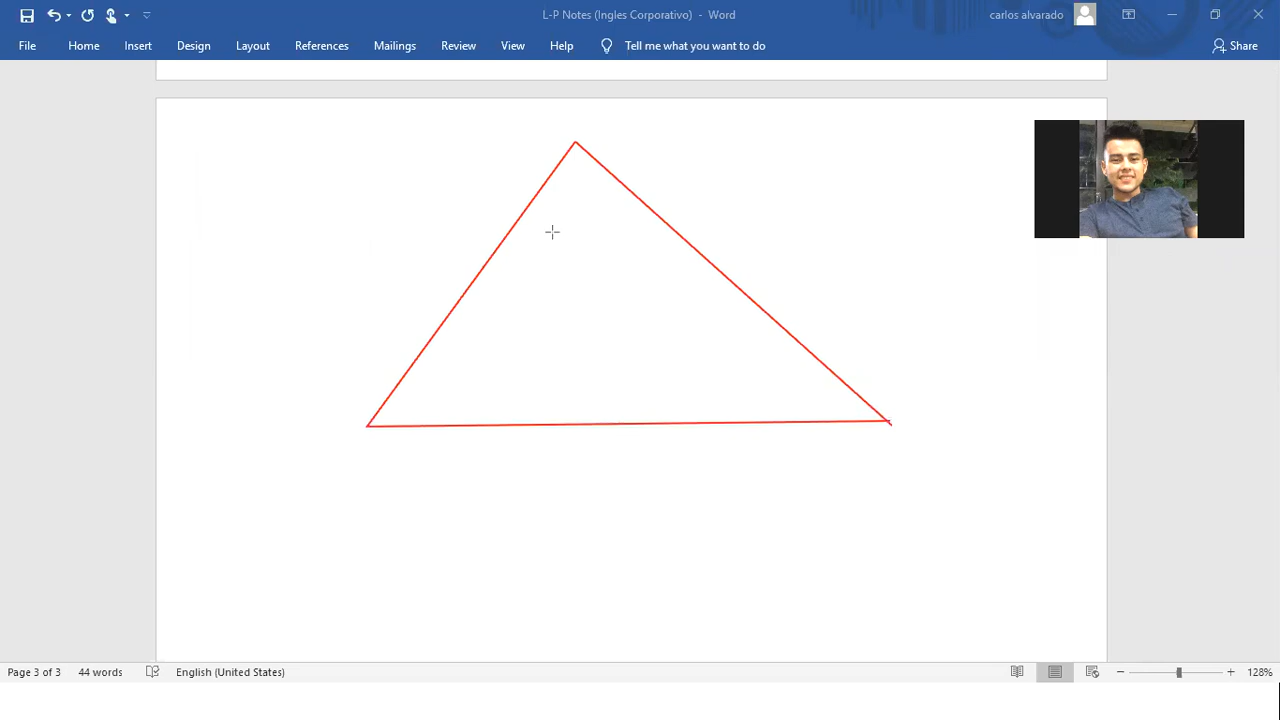 L-P Notes (Ingles Corporativo) - Word
carlos alvarado
File Home Insert Design Layout References Mailings Review View Help Tell me what you want to do Share
Page 3 of 3 44 words English (United States) 128%